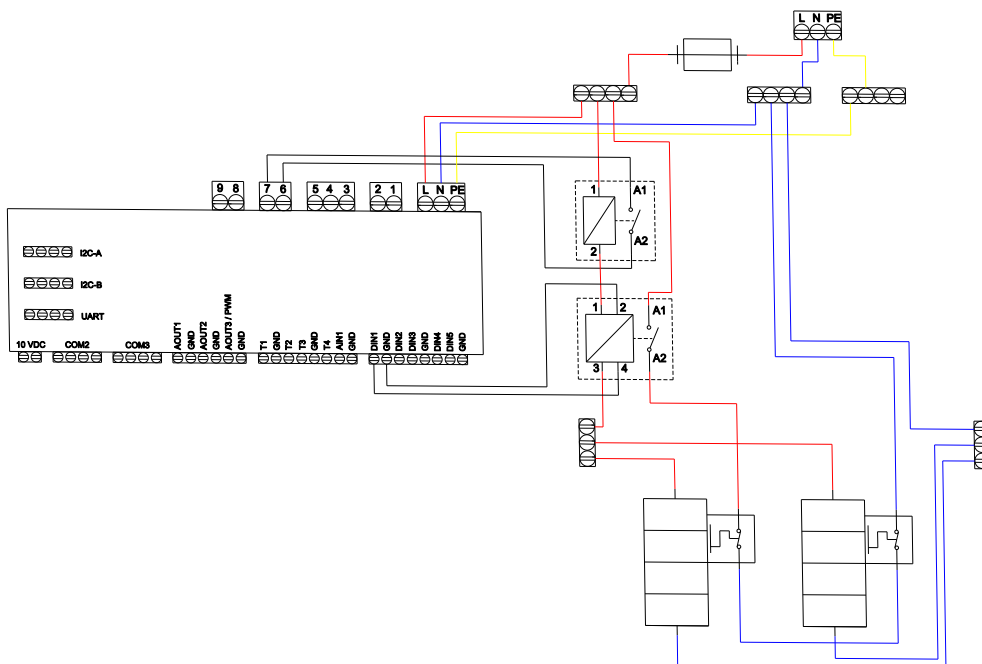 L N PE
9 8 7 6 5 4 3 2 1 L N PE
1 A1
A2
2
I2C-A
I2C-B
UART
1 2 A1
A2
3 4
10 VDC COM2 COM3
AOUT1
GND
AOUT2
GND
AOUT3 / PWM
GND
T1
GND
T2
T3
GND
T4
AIN1
GND
DIN1
GND
DIN2
DIN3
GND
DIN4
DIN5
GND